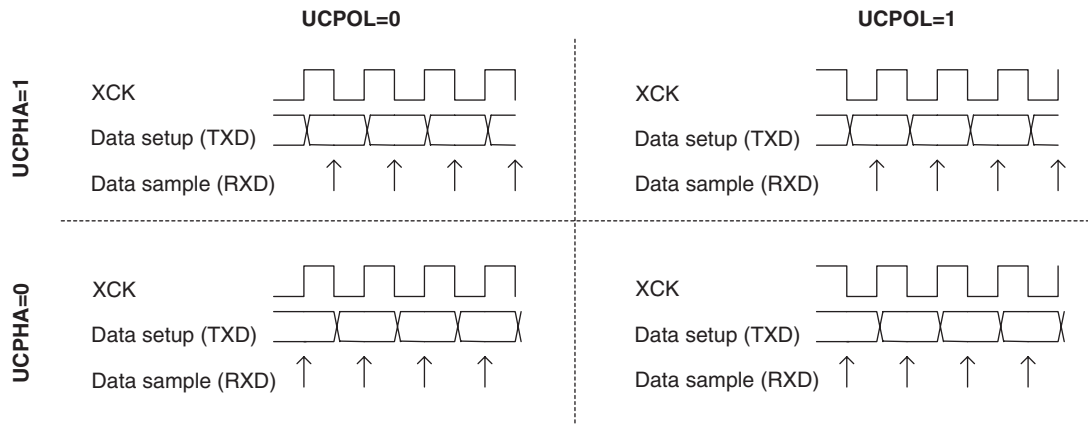 UCPOL=0
UCPOL=1
UCPHA=1
XCK
Data setup (TXD)
Data sample (RXD)
XCK
Data setup (TXD)
Data sample (RXD)
UCPHA=0
XCK
Data setup (TXD)
Data sample (RXD)
XCK
Data setup (TXD)
Data sample (RXD)